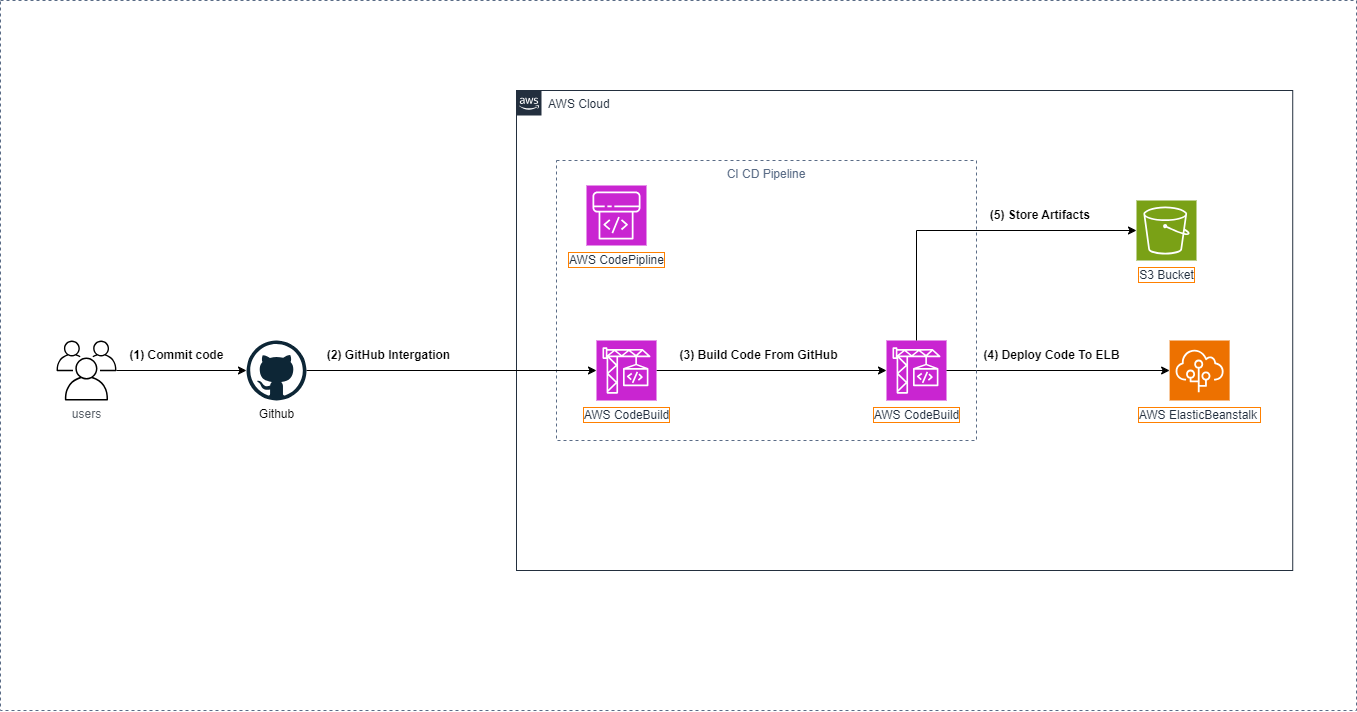 aws
AWS Cloud
CI CD Pipeline
AWS CodePipline
(5) Store Artifacts
S3 Bucket
(1) Commit code
(2) GitHub Intergation
(3) Build Code From GitHub
(4) Deploy Code To ELB
users
Github
AWS CodeBuild
AWS CodeBuild
AWS ElasticBeanstalk